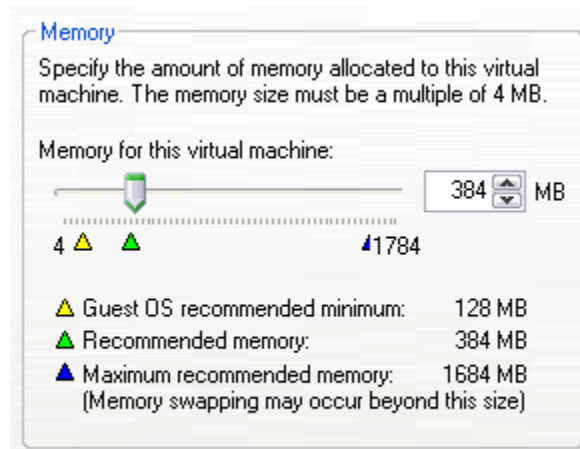 Memory
Specify the amount of memory allocated to this virtual
machine. The memory size must be a multiple of 4 MB.
Memory for this virtual machine:
384 MB
4 1784
Guest OS recommended minimum: 128 MB
Recommended memory: 384 MB
Maximum recommended memory: 1684 MB
(Memory swapping may occur beyond this size)